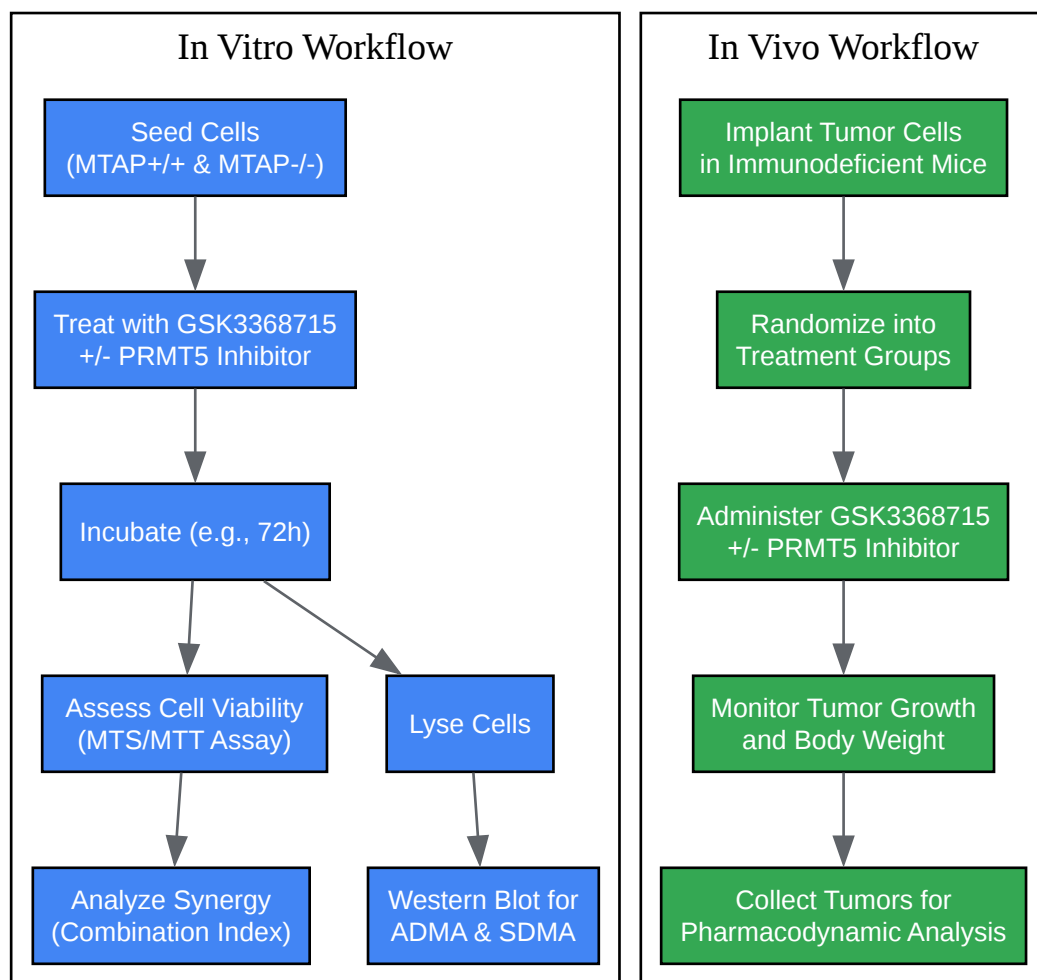 In Vitro Workflow
Seed Cells
(MTAP+/+ & MTAP-/-)
Treat with GSK3368715
+/- PRMT5 Inhibitor
Incubate (e.g., 72h)
Assess Cell Viability
(MTS/MTT Assay)
Lyse Cells
Analyze Synergy
(Combination Index)
Western Blot for
ADMA & SDMA
In Vivo Workflow
Implant Tumor Cells
in Immunodeficient Mice
Randomize into
Treatment Groups
Administer GSK3368715
+/- PRMT5 Inhibitor
Monitor Tumor Growth
and Body Weight
Collect Tumors for
Pharmacodynamic Analysis